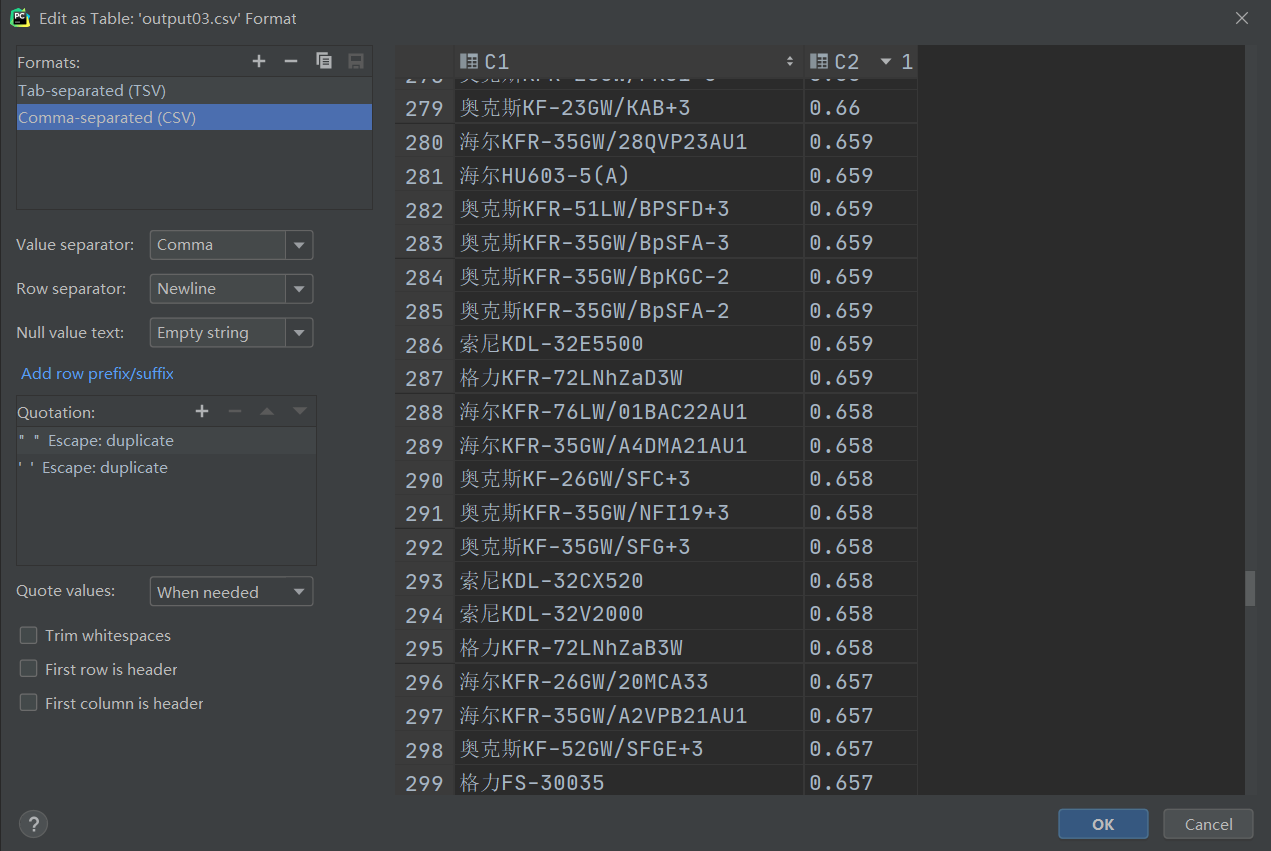 PC
Edit as Table: 'output03.csv' Format
Formats:
Tab-separated (TSV)
Comma-separated (CSV)
Value separator: Comma
Row separator: Newline
Null value text: Empty string
Add row prefix/suffix
Quotation:
" " Escape: duplicate
' ' Escape: duplicate
Quote values: When needed
Trim whitespaces
First row is header
First column is header
C1 C2 1
279 奥克斯KF-23GW/KAB+3 0.66
280 海尔KFR-35GW/28QVP23AU1 0.659
281 海尔HU603-5(A) 0.659
282 奥克斯KFR-51LW/BPSFD+3 0.659
283 奥克斯KFR-35GW/BpSFA-3 0.659
284 奥克斯KFR-35GW/BpKGC-2 0.659
285 奥克斯KFR-35GW/BpSFA-2 0.659
286 索尼KDL-32E5500 0.659
287 格力KFR-72LNhZaD3W 0.659
288 海尔KFR-76LW/01BAC22AU1 0.658
289 海尔KFR-35GW/A4DMA21AU1 0.658
290 奥克斯KF-26GW/SFC+3 0.658
291 奥克斯KFR-35GW/NFI19+3 0.658
292 奥克斯KF-35GW/SFG+3 0.658
293 索尼KDL-32CX520 0.658
294 索尼KDL-32V2000 0.658
295 格力KFR-72LNhZaB3W 0.658
296 海尔KFR-26GW/20MCA33 0.657
297 海尔KFR-35GW/A2VPB21AU1 0.657
298 奥克斯KF-52GW/SFGE+3 0.657
299 格力FS-30035 0.657
?
OK
Cancel